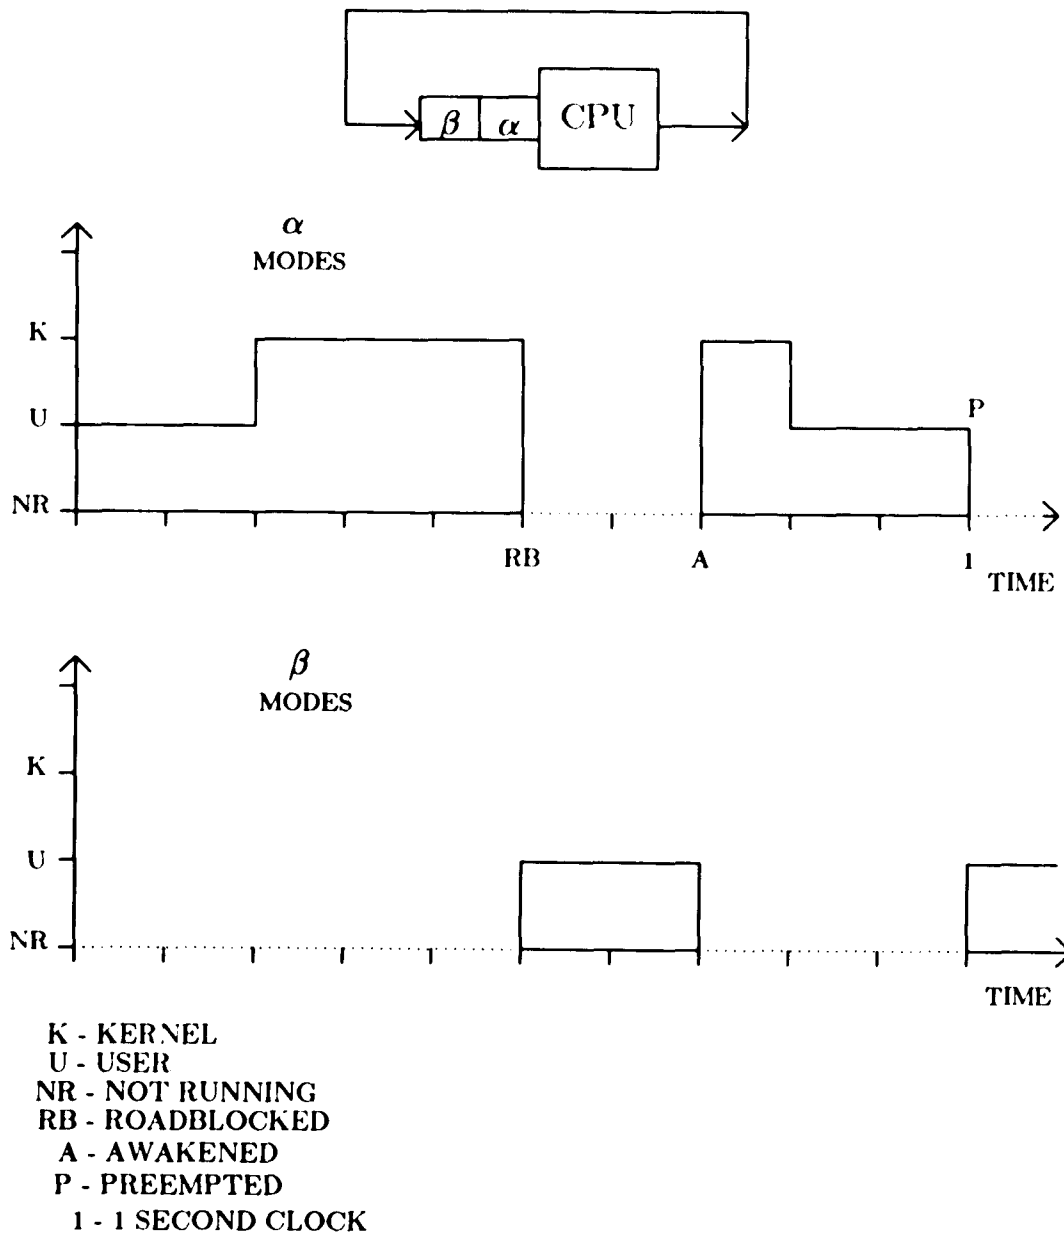 β α CPU
α
MODES
K
U
P
NR
RB A 1
TIME
β
MODES
K
U
NR
TIME
K - KERNEL
U - USER
NR - NOT RUNNING
RB - ROADBLOCKED
A - AWAKENED
P - PREEMPTED
1 - 1 SECOND CLOCK